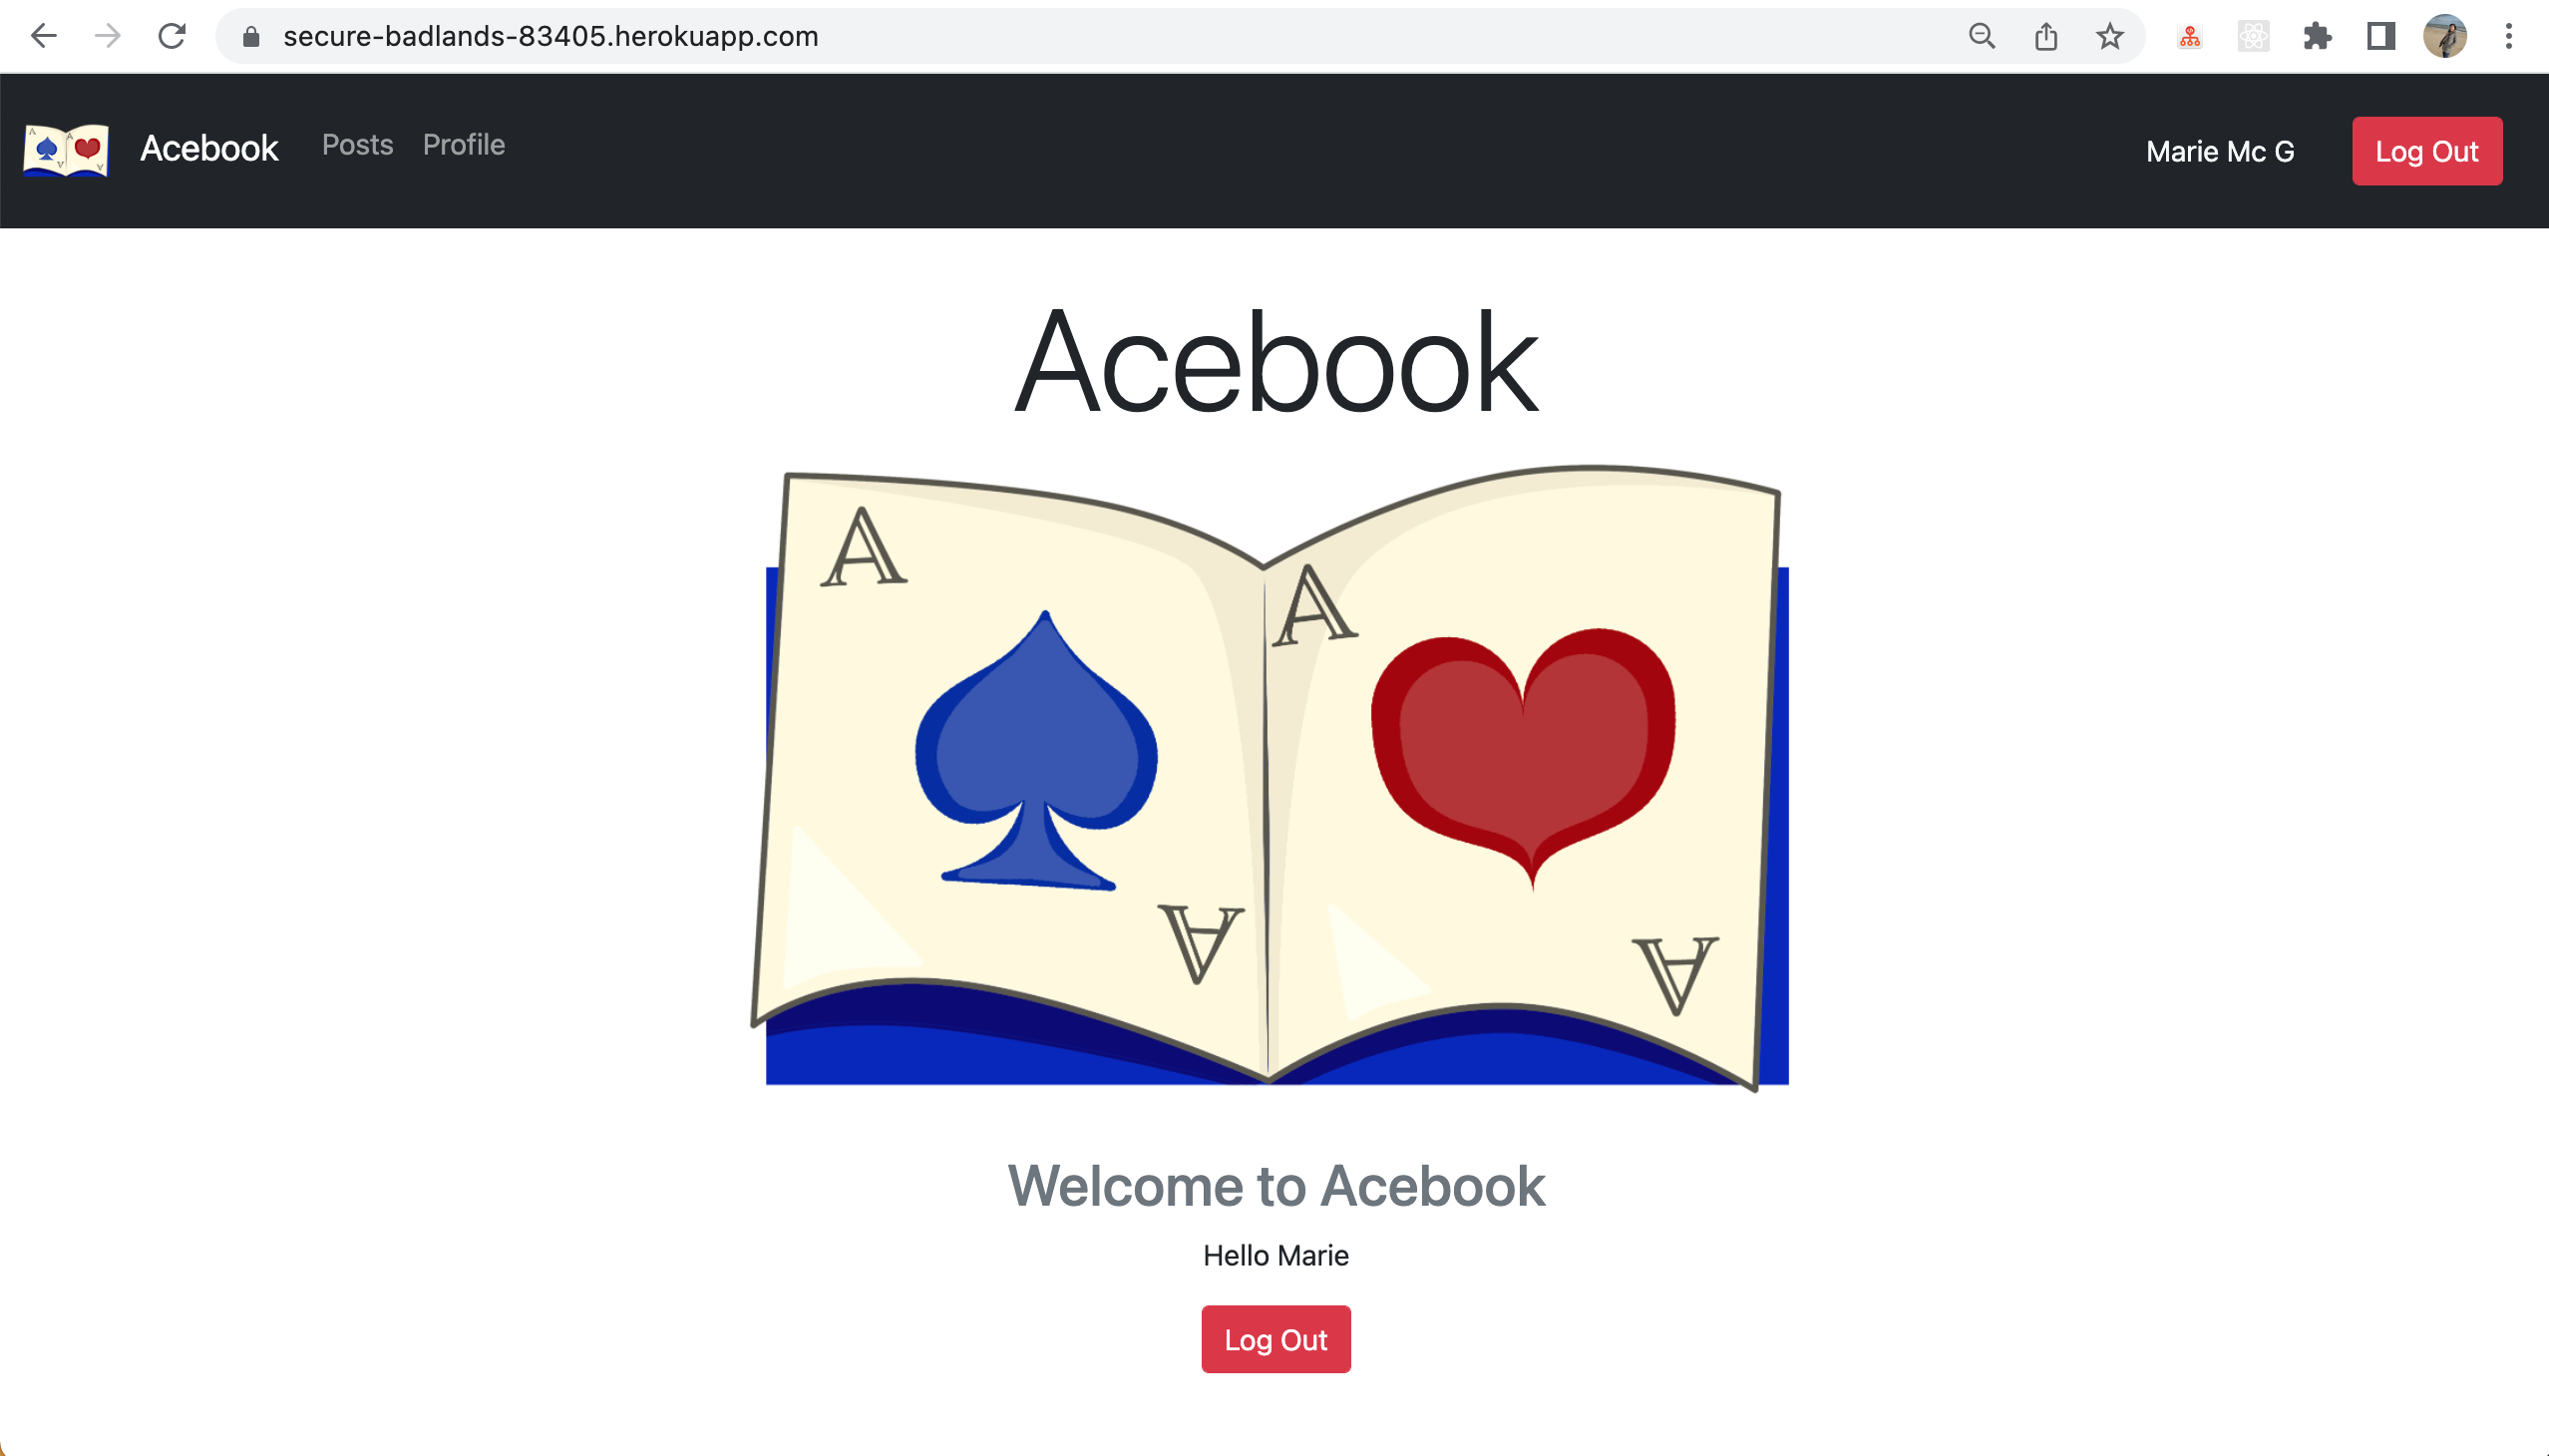 secure-badlands-83405.herokuapp.com
Acebook Posts Profile Marie Mc G Log Out
Acebook
A
A
A
A
Welcome to Acebook
Hello Marie
Log Out